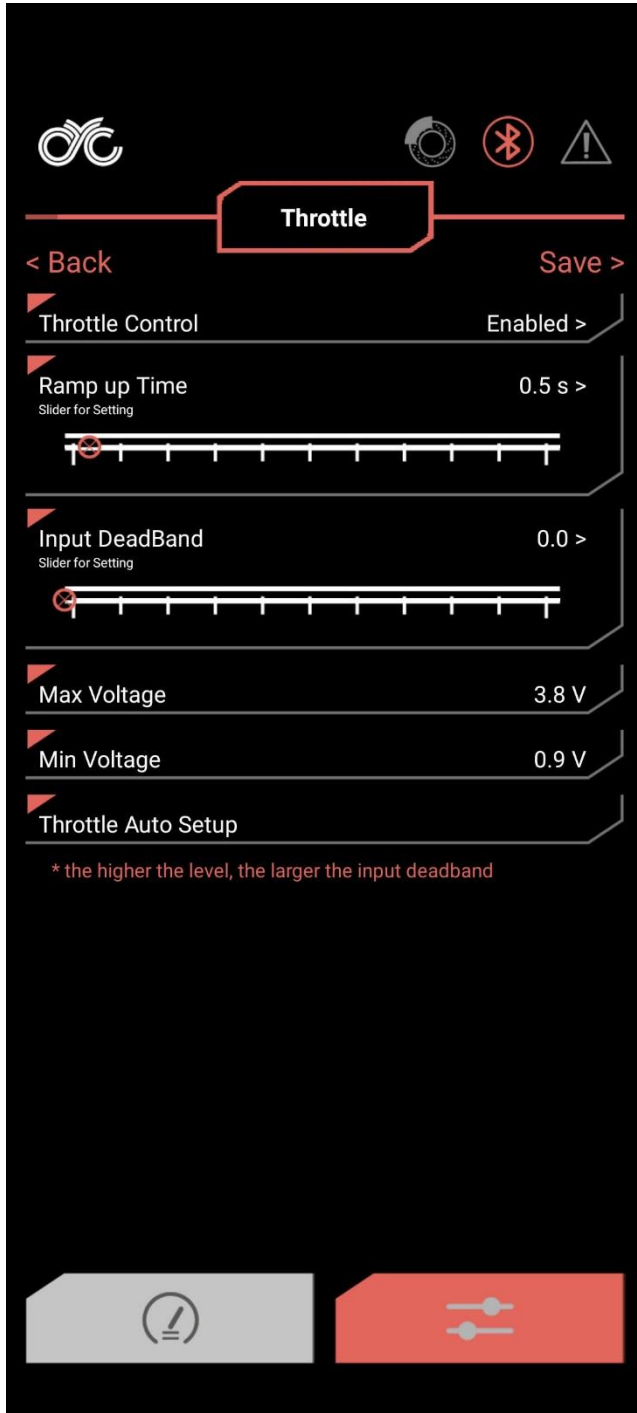 CYC
Throttle
< Back
Save >
Throttle Control
Enabled >
Ramp up Time
0.5 s >
Slider for Setting
Input DeadBand
0.0 >
Slider for Setting
Max Voltage
3.8 V
Min Voltage
0.9 V
Throttle Auto Setup
* the higher the level, the larger the input deadband